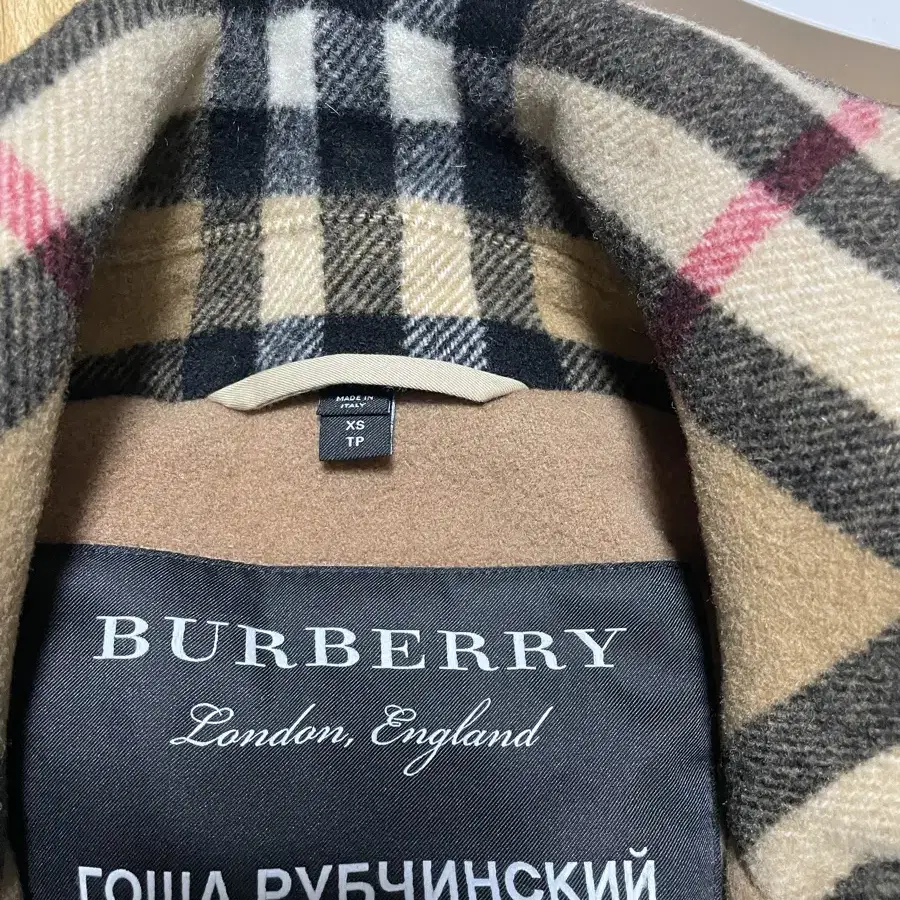 MADE IN
ITALY
XS
TP
BURBERRY
London, England
ГОША РУБЧИНСКИЙ